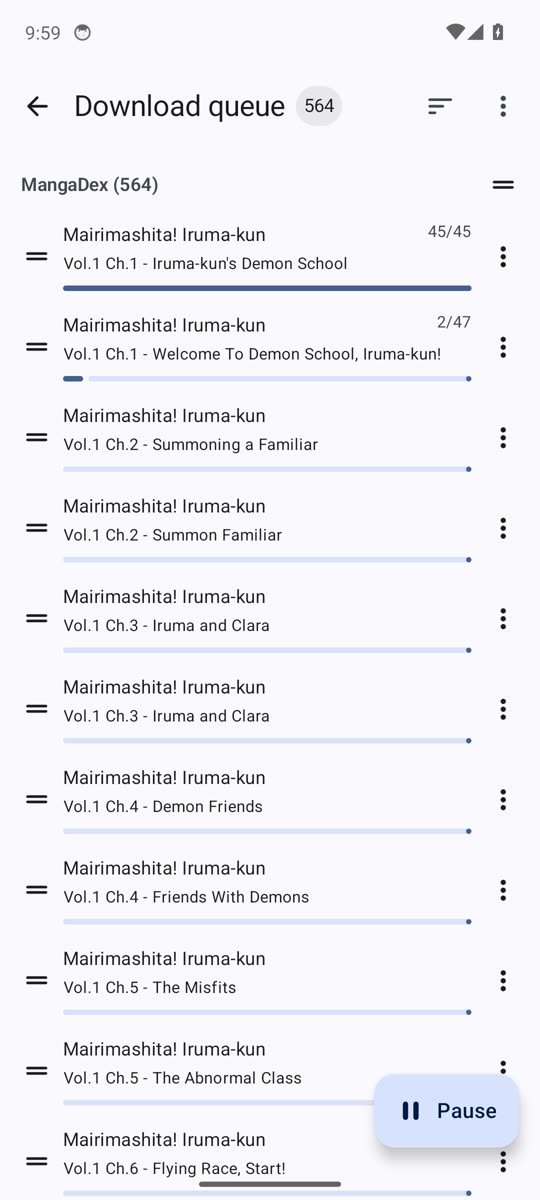 9:59
Download queue 564
MangaDex (564)
Mairimashita! Iruma-kun 45/45
Vol.1 Ch.1 - Iruma-kun's Demon School
Mairimashita! Iruma-kun 2/47
Vol.1 Ch.1 - Welcome To Demon School, Iruma-kun!
Mairimashita! Iruma-kun
Vol.1 Ch.2 - Summoning a Familiar
Mairimashita! Iruma-kun
Vol.1 Ch.2 - Summon Familiar
Mairimashita! Iruma-kun
Vol.1 Ch.3 - Iruma and Clara
Mairimashita! Iruma-kun
Vol.1 Ch.3 - Iruma and Clara
Mairimashita! Iruma-kun
Vol.1 Ch.4 - Demon Friends
Mairimashita! Iruma-kun
Vol.1 Ch.4 - Friends With Demons
Mairimashita! Iruma-kun
Vol.1 Ch.5 - The Misfits
Mairimashita! Iruma-kun
Vol.1 Ch.5 - The Abnormal Class
Pause
Mairimashita! Iruma-kun
Vol.1 Ch.6 - Flying Race, Start!